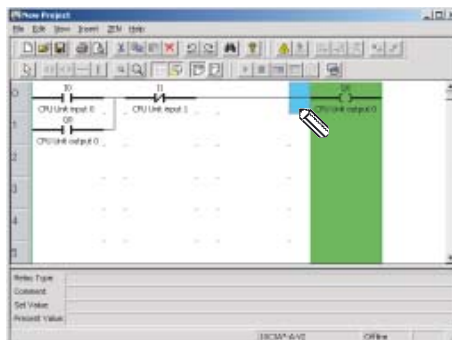 New Project
File Edit View Insert ZEN Help
0 I0 I1 Q0
CPU Unit input 0 CPU Unit input 1 CPU Unit output 0
1 Q0
CPU Unit output 0
2
3
4
5
Relay Type
Comment
Set Value
Present Value
Offline